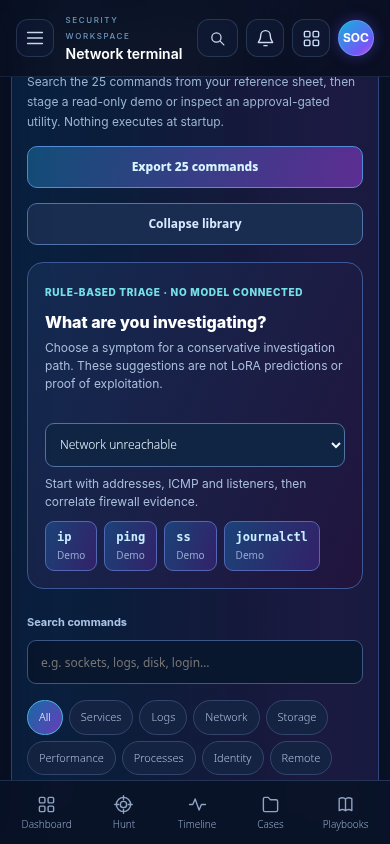 SECURITY
WORKSPACE
Network terminal
SOC
Search the 25 commands from your reference sheet, then
stage a read-only demo or inspect an approval-gated
utility. Nothing executes at startup.
Export 25 commands
Collapse library
RULE-BASED TRIAGE · NO MODEL CONNECTED
What are you investigating?
Choose a symptom for a conservative investigation
path. These suggestions are not LoRA predictions or
proof of exploitation.
Network unreachable
Start with addresses, ICMP and listeners, then
correlate firewall evidence.
ip ping ss journalctl
Demo Demo Demo Demo
Search commands
e.g. sockets, logs, disk, login...
All Services Logs Network Storage
Performance Processes Identity Remote
Dashboard Hunt Timeline Cases Playbooks